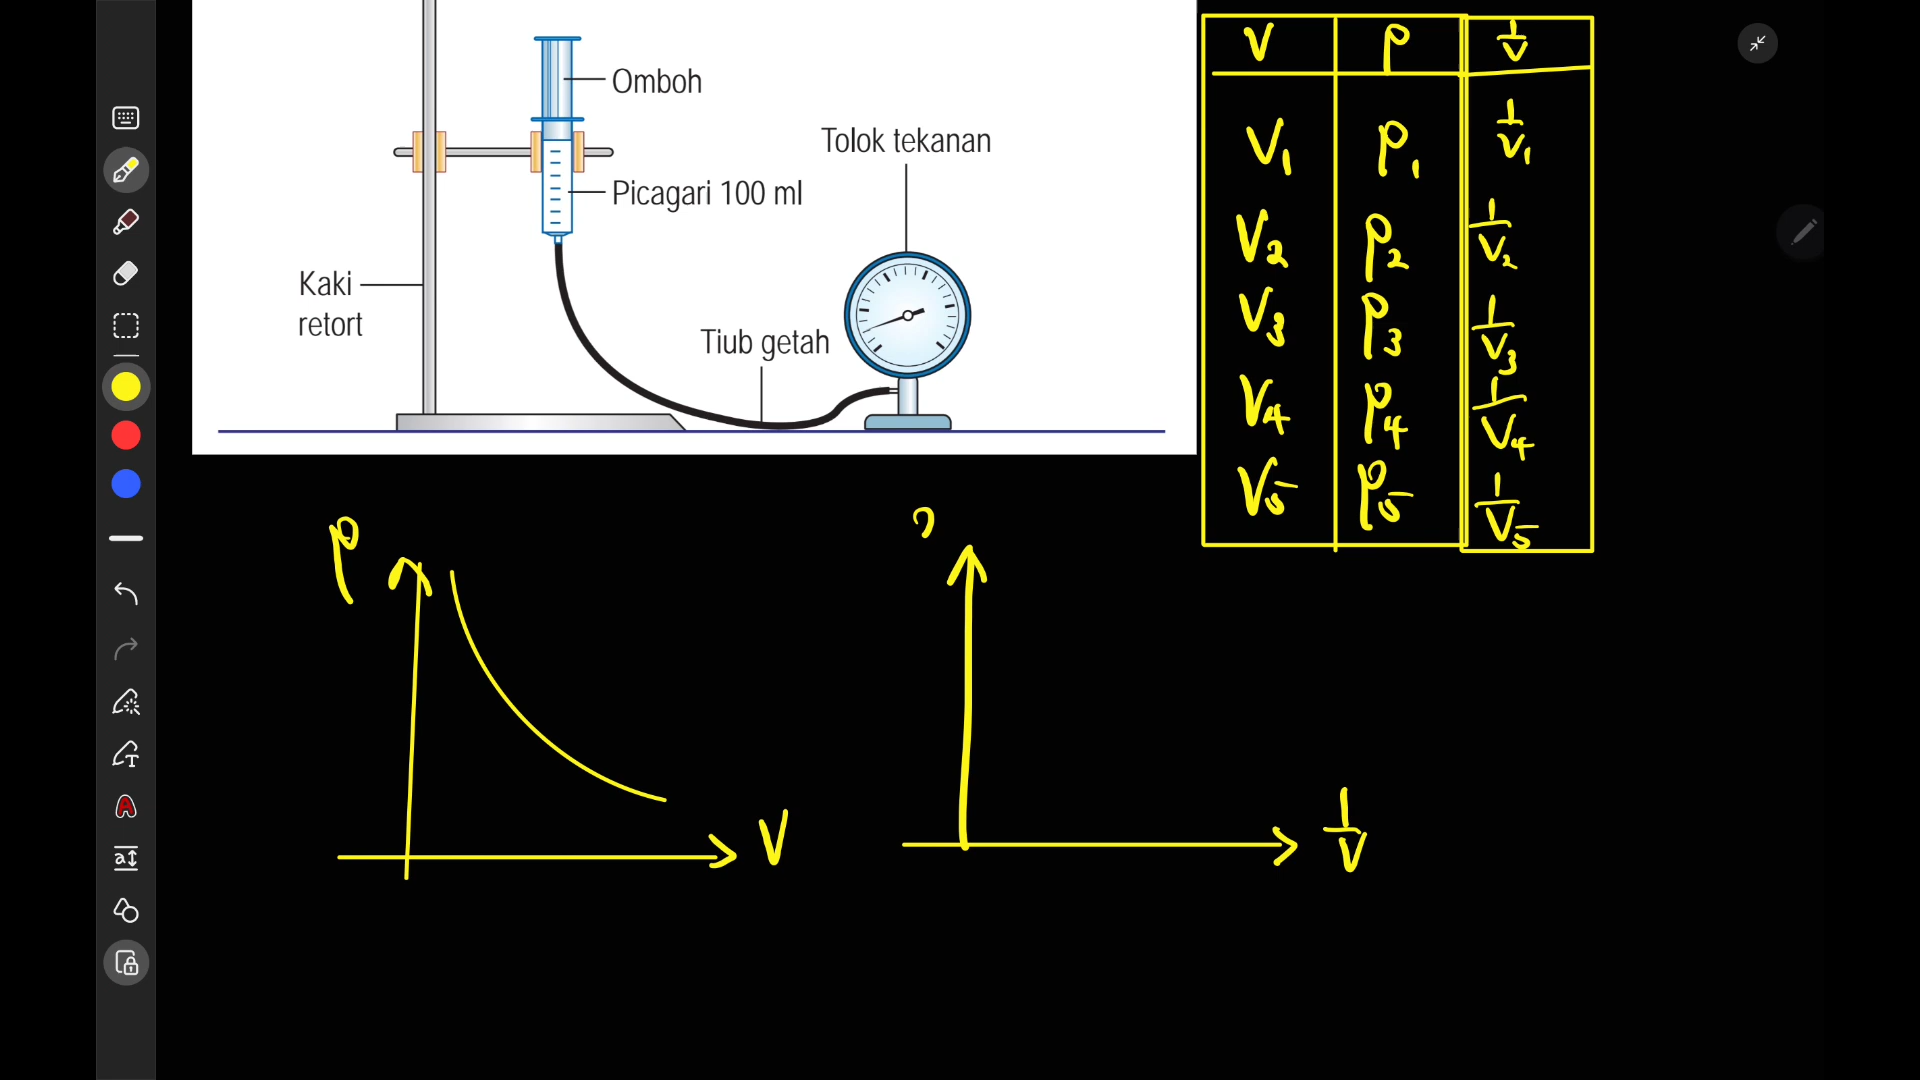 Omboh
Tolok tekanan
Picagari 100 ml
Kaki
retort
Tiub getah
V P 1/V
V₁ P₁ 1/V₁
V₂ P₂ 1/V₂
V₃ P₃ 1/V₃
V₄ P₄ 1/V₄
V₅ P₅ 1/V₅
P
V
1/V